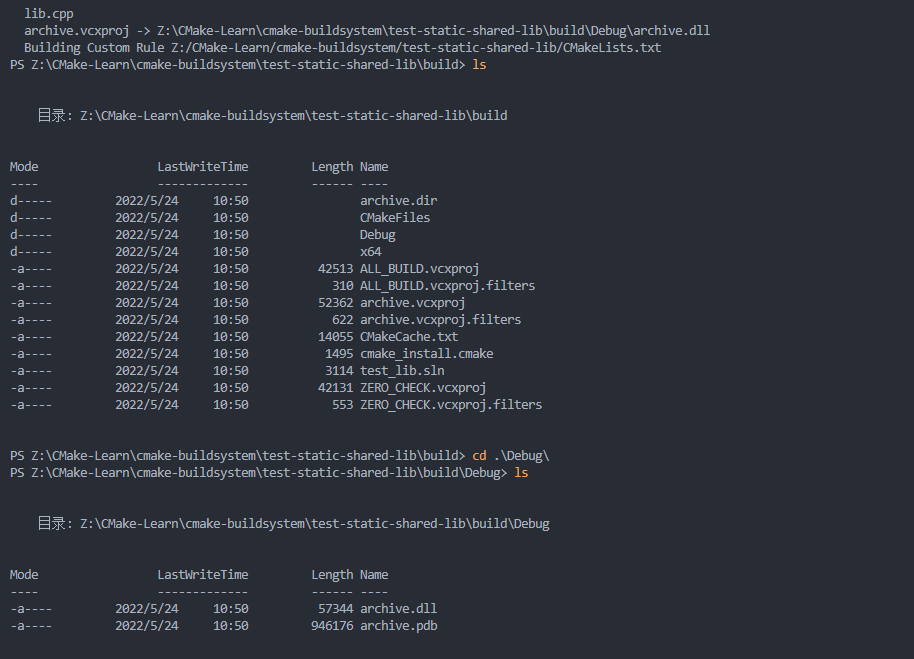 lib.cpp
archive.vcxproj -> Z:\CMake-Learn\cmake-buildsystem\test-static-shared-lib\build\Debug\archive.dll
Building Custom Rule Z:/CMake-Learn/cmake-buildsystem/test-static-shared-lib/CMakeLists.txt
PS Z:\CMake-Learn\cmake-buildsystem\test-static-shared-lib\build> ls
目录: Z:\CMake-Learn\cmake-buildsystem\test-static-shared-lib\build
Mode LastWriteTime Length Name
---- ------------- ------ ----
d----- 2022/5/24 10:50 archive.dir
d----- 2022/5/24 10:50 CMakeFiles
d----- 2022/5/24 10:50 Debug
d----- 2022/5/24 10:50 x64
-a---- 2022/5/24 10:50 42513 ALL_BUILD.vcxproj
-a---- 2022/5/24 10:50 310 ALL_BUILD.vcxproj.filters
-a---- 2022/5/24 10:50 52362 archive.vcxproj
-a---- 2022/5/24 10:50 622 archive.vcxproj.filters
-a---- 2022/5/24 10:50 14055 CMakeCache.txt
-a---- 2022/5/24 10:50 1495 cmake_install.cmake
-a---- 2022/5/24 10:50 3114 test_lib.sln
-a---- 2022/5/24 10:50 42131 ZERO_CHECK.vcxproj
-a---- 2022/5/24 10:50 553 ZERO_CHECK.vcxproj.filters
PS Z:\CMake-Learn\cmake-buildsystem\test-static-shared-lib\build> cd .\Debug\
PS Z:\CMake-Learn\cmake-buildsystem\test-static-shared-lib\build\Debug> ls
目录: Z:\CMake-Learn\cmake-buildsystem\test-static-shared-lib\build\Debug
Mode LastWriteTime Length Name
---- ------------- ------ ----
-a---- 2022/5/24 10:50 57344 archive.dll
-a---- 2022/5/24 10:50 946176 archive.pdb